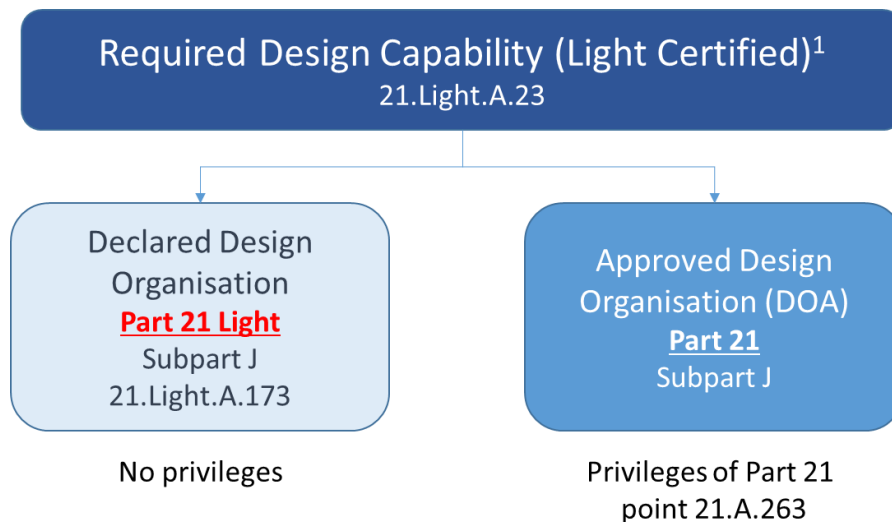 Required Design Capability (Light Certified)1
21.Light.A.23
Declared Design
Organisation
Part 21 Light
Subpart J
21.Light.A.173
Approved Design
Organisation (DOA)
Part 21
Subpart J
No privileges
Privileges of Part 21
point 21.A.263